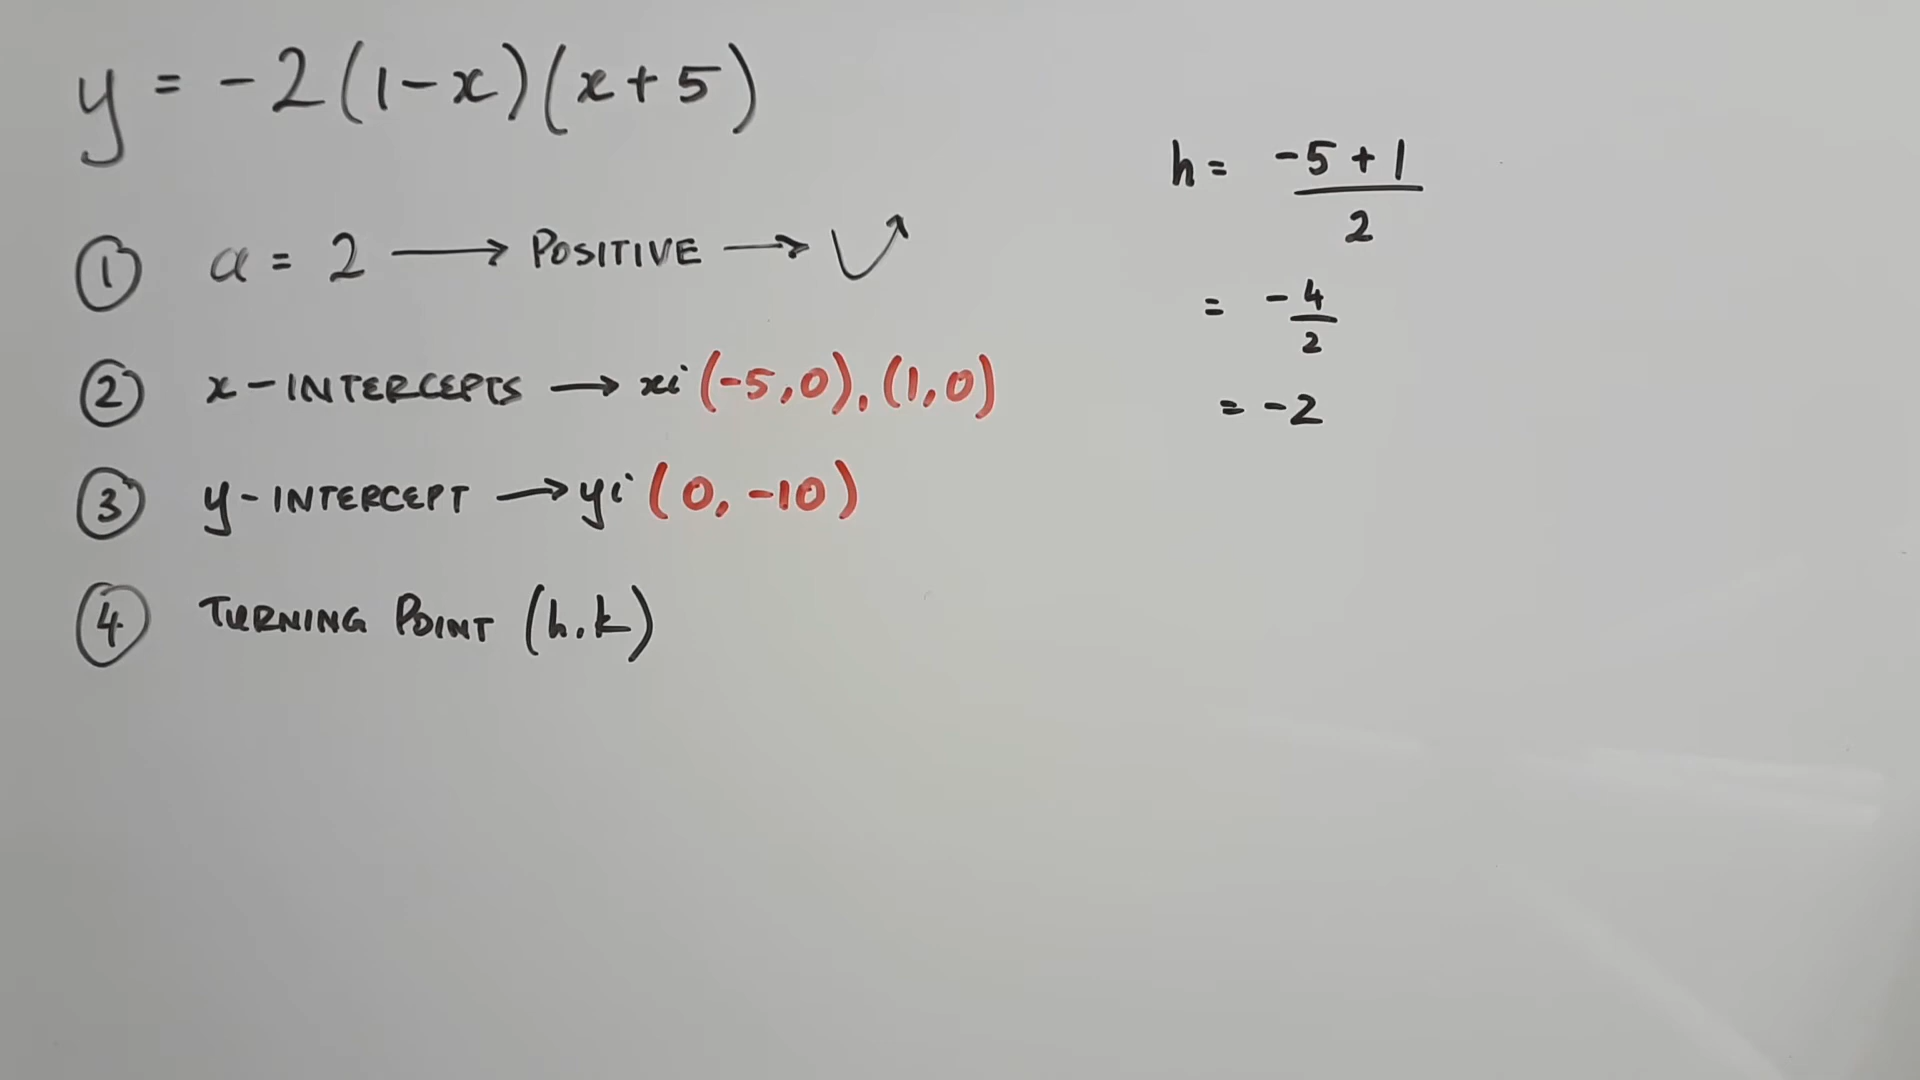 y = -2(1-x)(x+5)
① a = 2 → POSITIVE →
② x-INTERCEPTS → xi (-5,0), (1,0)
③ y-INTERCEPT → yi (0, -10)
④ TURNING POINT (h,k)
h = -5 + 1 / 2
= -4/2
= -2